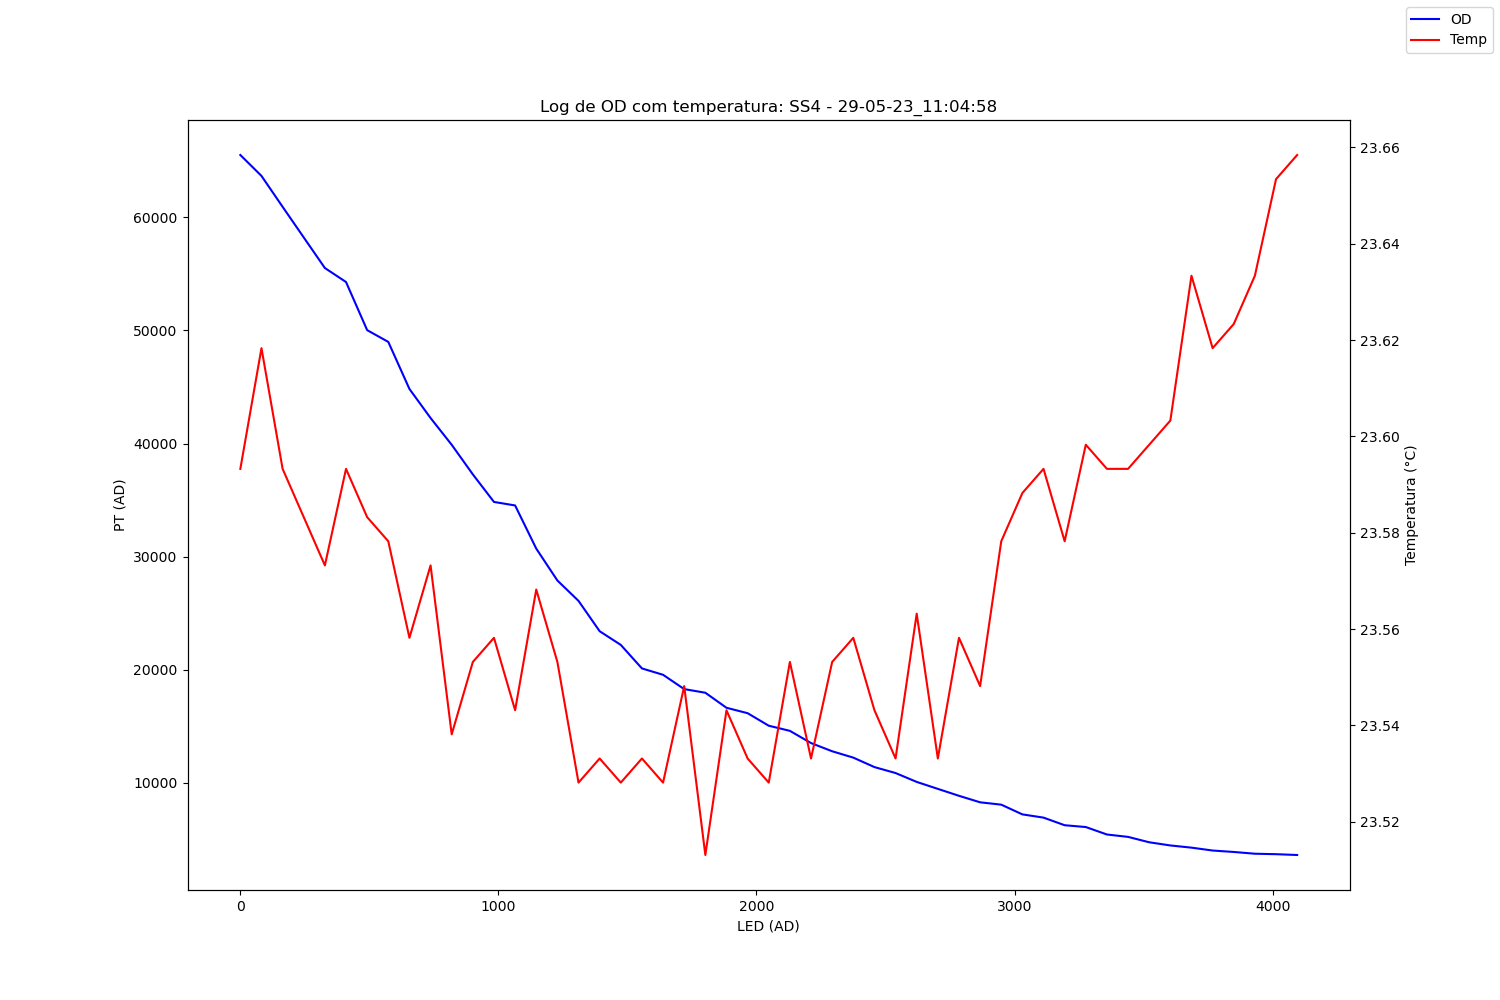 OD
Temp
Log de OD com temperatura: SS4 - 29-05-23_11:04:58
60000
50000
40000
30000
20000
10000
PT (AD)
23.66
23.64
23.62
23.60
23.58
23.56
23.54
23.52
Temperatura (°C)
0 1000 2000 3000 4000
LED (AD)